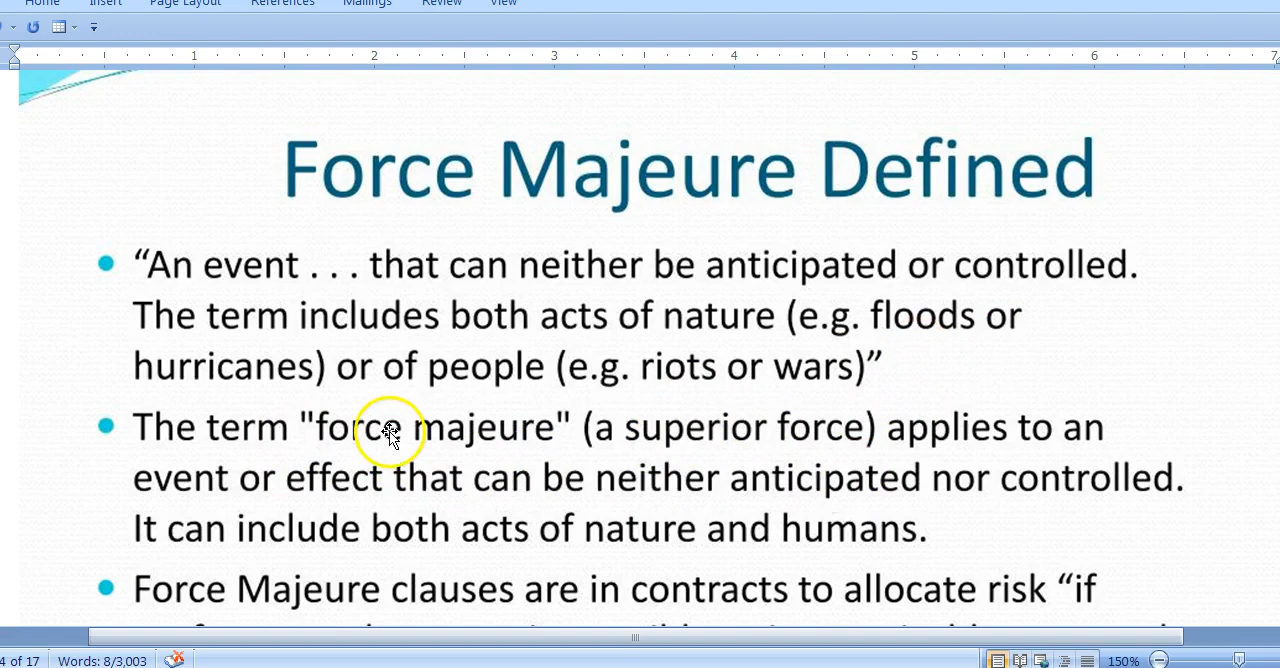 Home Insert Page Layout References Mailings Review View
1 2 3 4 5 6 7
Force Majeure Defined
• “An event . . . that can neither be anticipated or controlled.
The term includes both acts of nature (e.g. floods or
hurricanes) or of people (e.g. riots or wars)”
• The term "force majeure" (a superior force) applies to an
event or effect that can be neither anticipated nor controlled.
It can include both acts of nature and humans.
• Force Majeure clauses are in contracts to allocate risk “if
4 of 17 Words: 8/3,003 150%